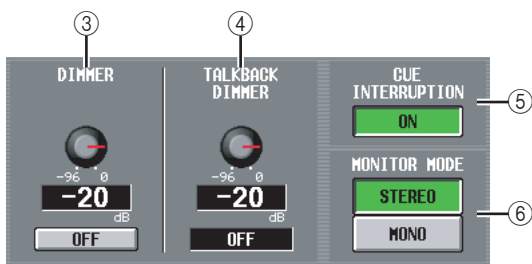 ③
④
DIMMER
-96 0
-20
dB
OFF
TALKBACK
DIMMER
-96 0
-20
dB
OFF
CUE
INTERRUPTION
ON
⑤
MONITOR MODE
STEREO
MONO
⑥